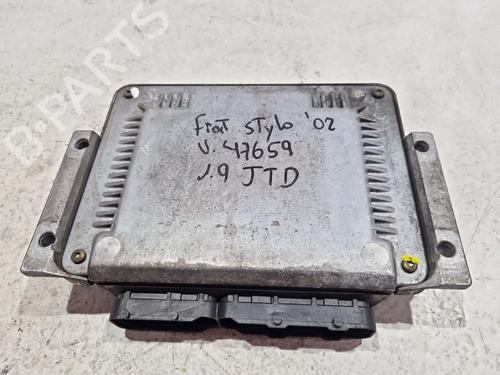 Fiat Stylo '02
V. 47659
1.9 JTD
B-PARTS